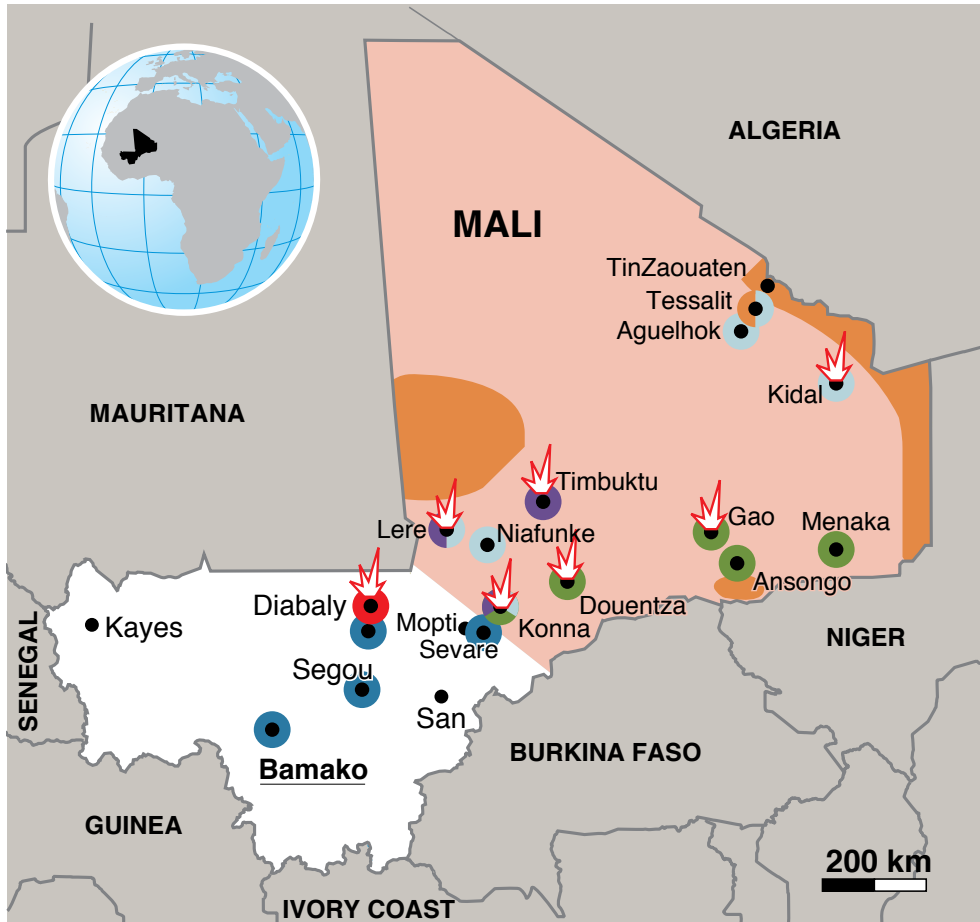 ALGERIA
MALI
TinZaouaten
Tessalit
Aguelhok
Kidal
MAURITANA
Timbuktu
Gao
Menaka
Lere
Niafunke
Ansongo
Diabaly
Douentza
Mopti
Konna
Kayes
Sevare
NIGER
SENEGAL
Segou
San
BURKINA FASO
Bamako
GUINEA
200 km
IVORY COAST